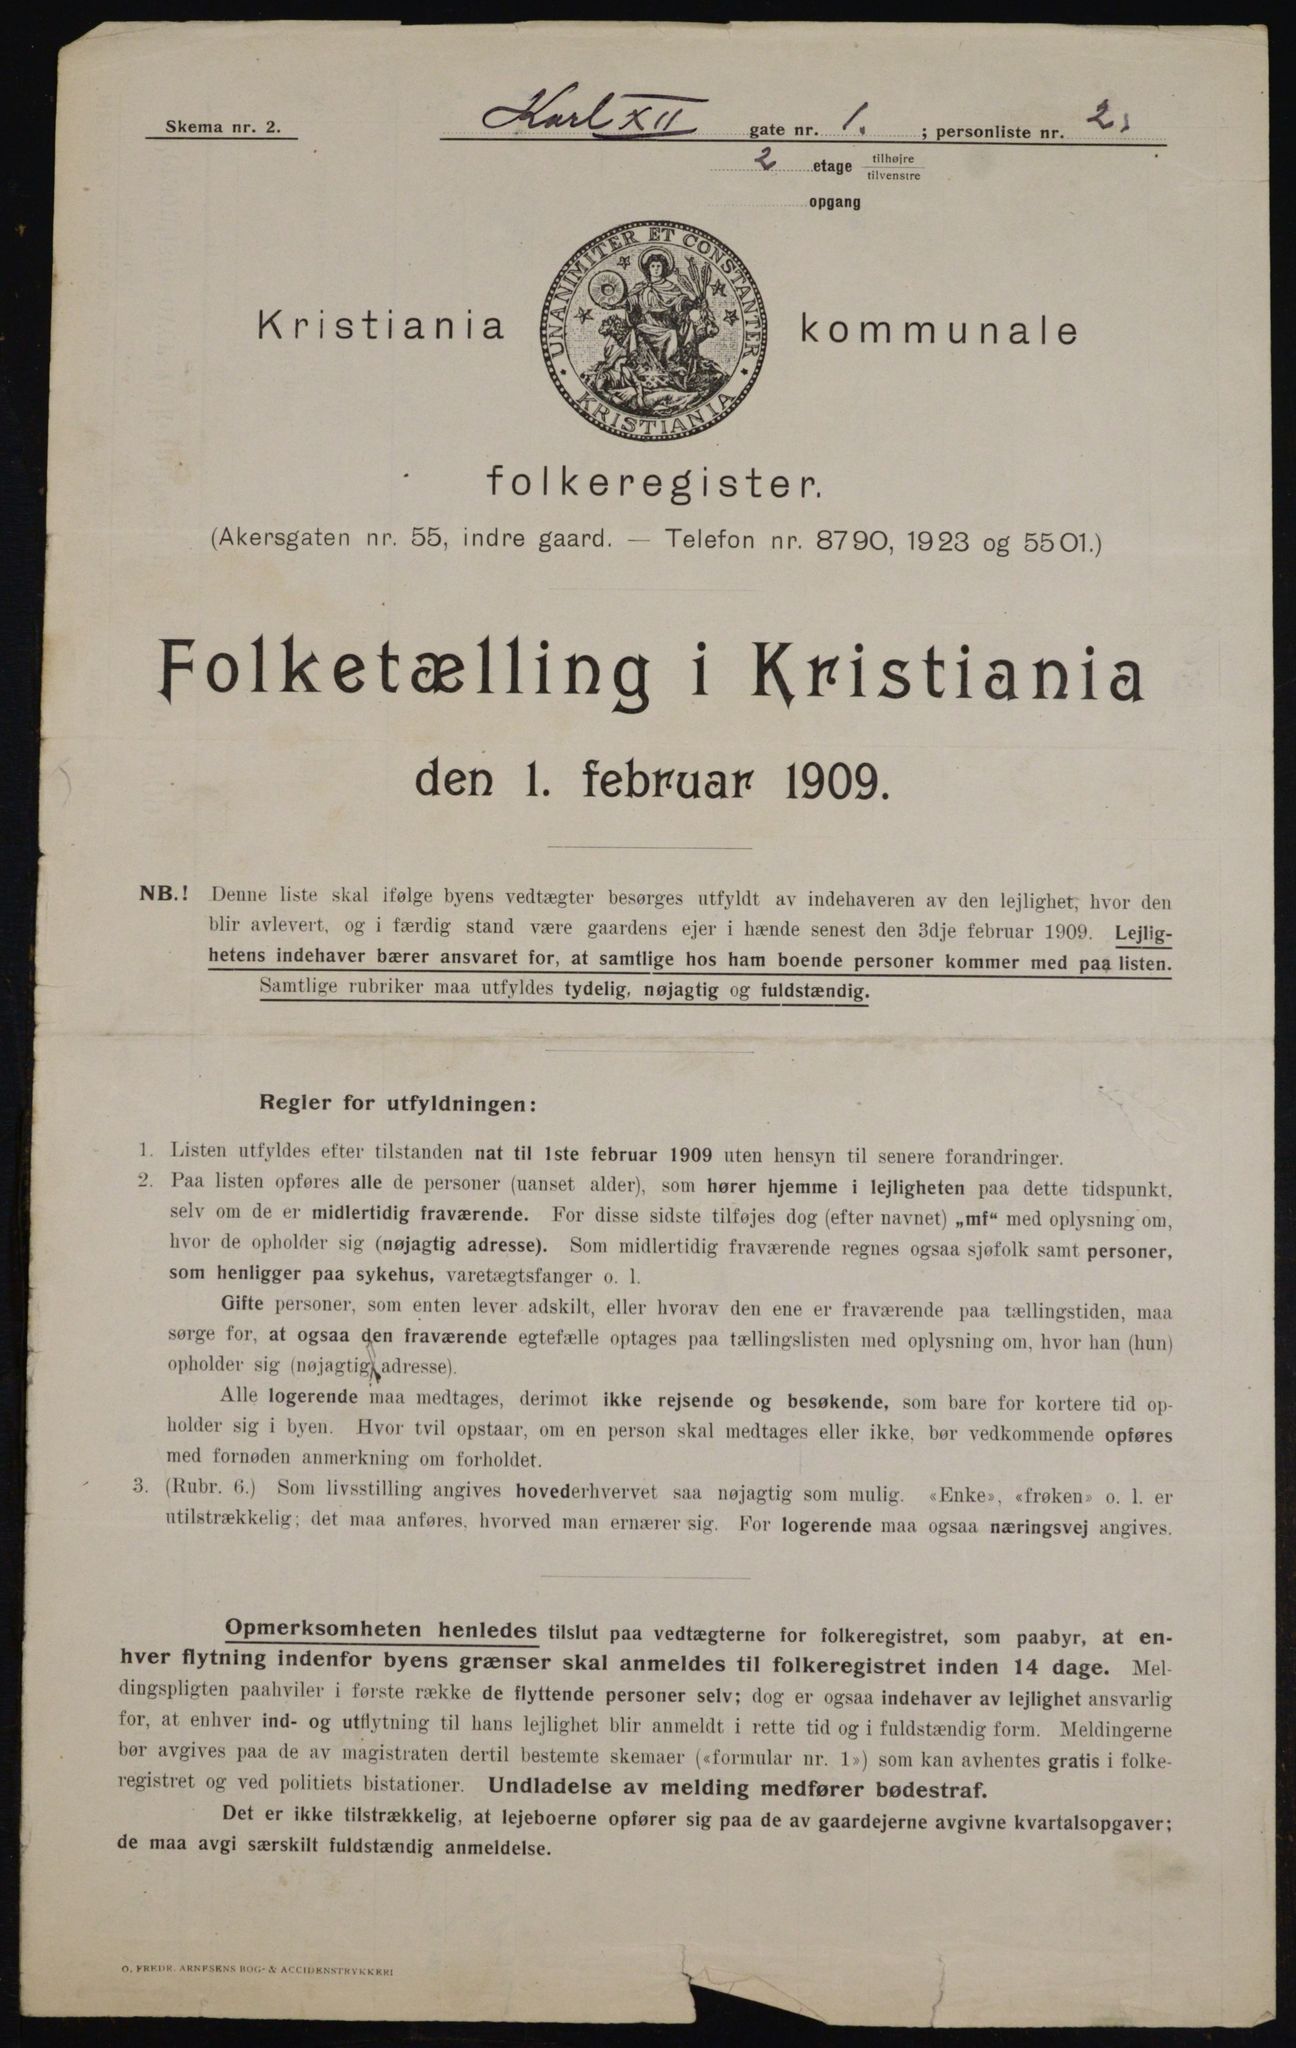 Skema nr. 2.
Karl XII gate nr. 1. ; personliste nr. 2.
2 etage tilhøjre
tilvenstre
opgang
UNANIMITER ET CONSTANTER
KRISTIANIA
Kristiania kommunale
folkeregister.
(Akersgaten nr. 55, indre gaard. — Telefon nr. 8790, 1923 og 5501.)
Folketælling i Kristiania
den 1. februar 1909.
NB.! Denne liste skal ifølge byens vedtægter besørges utfyldt av indehaveren av den lejlighet, hvor den
blir avlevert, og i færdig stand være gaardens ejer i hænde senest den 3dje februar 1909. Lejlig-
hetens indehaver bærer ansvaret for, at samtlige hos ham boende personer kommer med paa listen.
Samtlige rubriker maa utfyldes tydelig, nøjagtig og fuldstændig.
Regler for utfyldningen:
1. Listen utfyldes efter tilstanden nat til 1ste februar 1909 uten hensyn til senere forandringer.
2. Paa listen opføres alle de personer (uanset alder), som hører hjemme i lejligheten paa dette tidspunkt,
selv om de er midlertidig fraværende. For disse sidste tilføjes dog (efter navnet) „mf“ med oplysning om,
hvor de opholder sig (nøjagtig adresse). Som midlertidig fraværende regnes ogsaa sjøfolk samt personer,
som henligger paa sykehus, varetægtsfanger o. l.
Gifte personer, som enten lever adskilt, eller hvorav den ene er fraværende paa tællingstiden, maa
sørge for, at ogsaa den fraværende egtefælle optages paa tællingslisten med oplysning om, hvor han (hun)
opholder sig (nøjagtig adresse).
Alle logerende maa medtages, derimot ikke rejsende og besøkende, som bare for kortere tid op-
holder sig i byen. Hvor tvil opstaar, om en person skal medtages eller ikke, bør vedkommende opføres
med fornøden anmerkning om forholdet.
3. (Rubr. 6.) Som livsstilling angives hovederhvervet saa nøjagtig som mulig. «Enke», «frøken» o. l. er
utilstrækkelig; det maa anføres, hvorved man ernærer sig. For logerende maa ogsaa næringsvej angives.
Opmerksomheten henledes tilslut paa vedtægterne for folkeregistret, som paabyr, at en-
hver flytning indenfor byens grænser skal anmeldes til folkeregistret inden 14 dage. Mel-
dingspligten paahviler i første række de flyttende personer selv; dog er ogsaa indehaver av lejlighet ansvarlig
for, at enhver ind- og utflytning til hans lejlighet blir anmeldt i rette tid og i fuldstændig form. Meldingerne
bør avgives paa de av magistraten dertil bestemte skemaer («formular nr. 1») som kan avhentes gratis i folke-
registret og ved politiets bistationer. Undladelse av melding medfører bødestraf.
Det er ikke tilstrækkelig, at lejeboerne opfører sig paa de av gaardejerne avgivne kvartalsopgaver;
de maa avgi særskilt fuldstændig anmeldelse.
O. FREDR. ARNESENS BOG- & ACCIDENSTRYKKERI